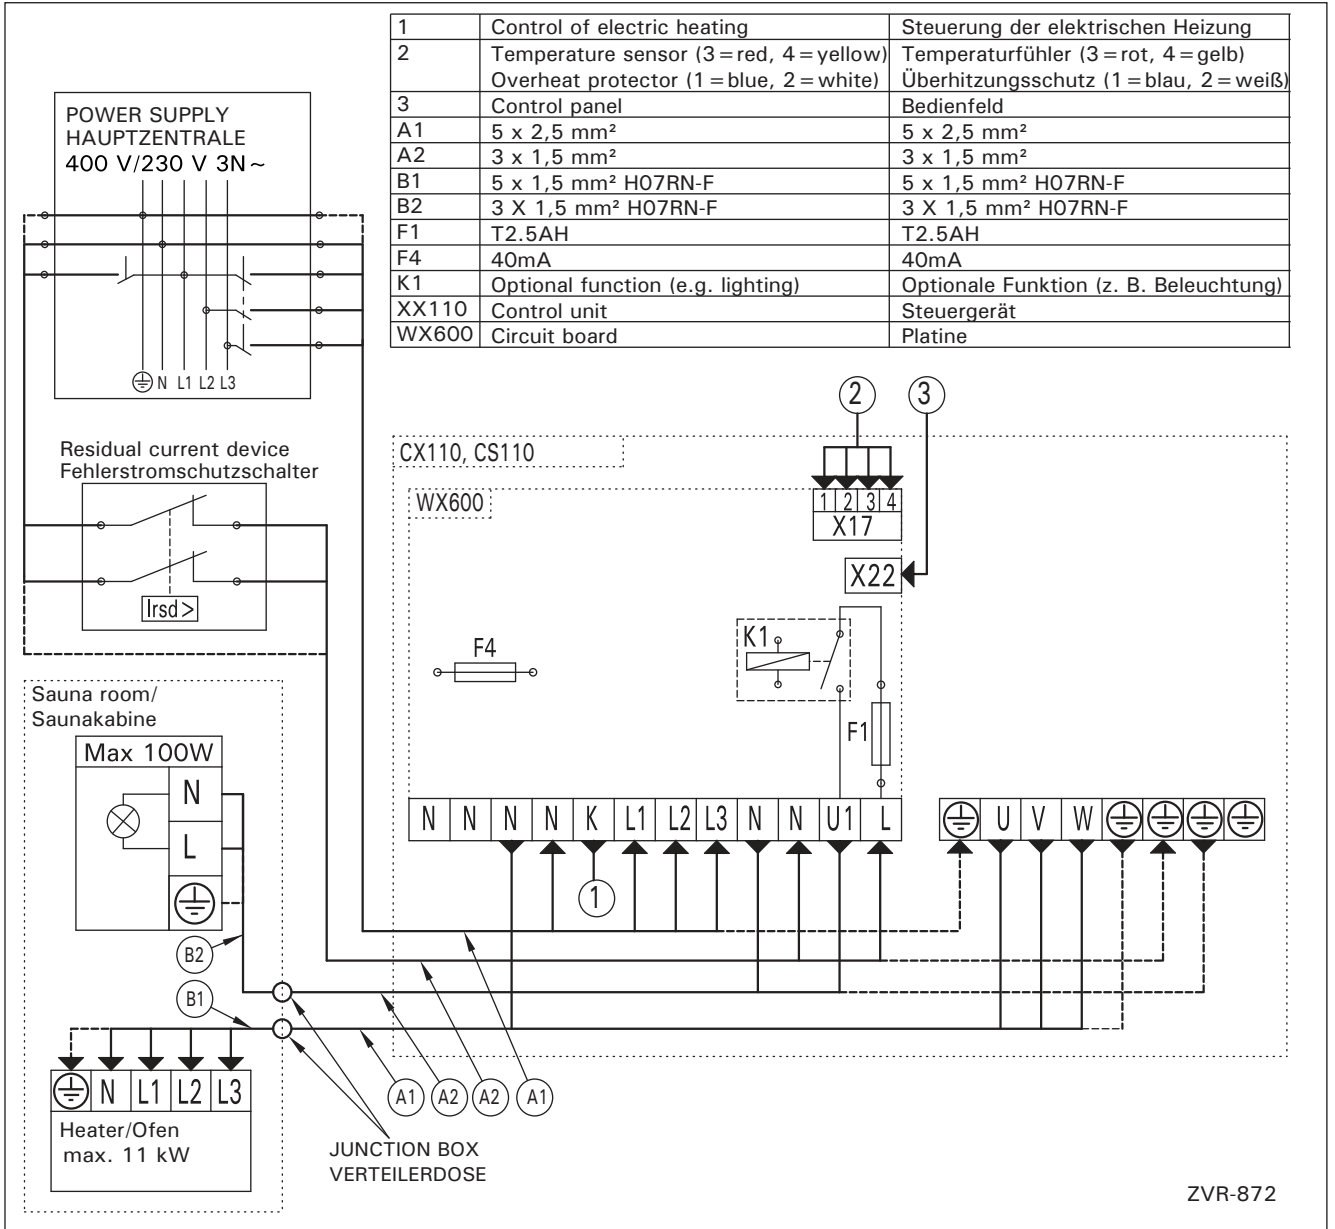 1 Control of electric heating Steuerung der elektrischen Heizung
2 Temperature sensor (3=red, 4=yellow) Temperaturfühler (3=rot, 4=gelb)
Overheat protector (1=blue, 2=white) Überhitzungsschutz (1=blau, 2=weiß)
3 Control panel Bedienfeld
A1 5 x 2,5 mm² 5 x 2,5 mm²
A2 3 x 1,5 mm² 3 x 1,5 mm²
B1 5 x 1,5 mm² H07RN-F 5 x 1,5 mm² H07RN-F
B2 3 X 1,5 mm² H07RN-F 3 X 1,5 mm² H07RN-F
F1 T2.5AH T2.5AH
F4 40mA 40mA
K1 Optional function (e.g. lighting) Optionale Funktion (z. B. Beleuchtung)
XX110 Control unit Steuergerät
WX600 Circuit board Platine
POWER SUPPLY
HAUPTZENTRALE
400 V/230 V 3N~
N L1 L2 L3
Residual current device
Fehlerstromschutzschalter
Irsd>
2 3
CX110, CS110
WX600
1 2 3 4
X17
X22
K1
F4
F1
Sauna room/
Saunakabine
Max 100W
N
L
N N N N K L1 L2 L3 N N U1 L
U V W
1
B2
B1
N L1 L2 L3
Heater/Ofen
max. 11 kW
A1 A2 A2 A1
JUNCTION BOX
VERTEILERDOSE
ZVR-872